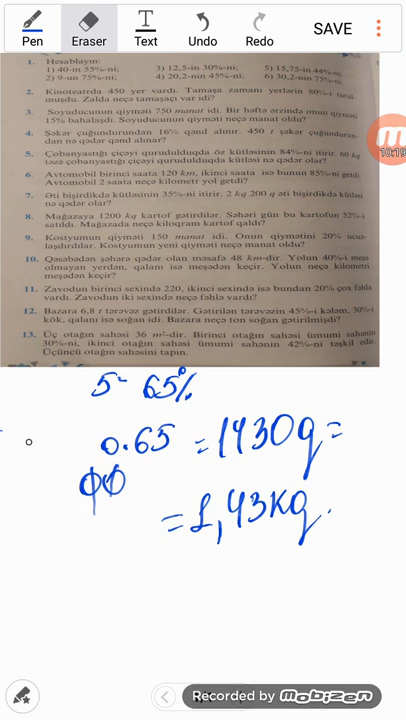 Pen
Eraser
Text
Undo
Redo
SAVE
1. Hesablayın:
1) 40-ın 55%-ni; 3) 12,5-in 30%-ni; 5) 15,75-in 44%-ni;
2) 9-un 75%-ni; 4) 20,2-nin 45%-ni; 6) 30,2-nin 75%-ni.
2. Kinoteatrda 450 yer vardı. Tamaşa zamanı yerlərin 80%-i
muşdu. Zalda neçə tamaşaçı var idi?
3. Soyuducunun qiyməti 750 manat idi. Bir həftə ərzində onun qiyməti
15% bahalaşdı. Soyuducunun qiyməti neçə manat oldu?
4. Şəkər çuğundurundan 16% qənd alınır. 450 t şəkər çuğundurun-
dan nə qədər qənd alınar?
5. Çobanyastığı çiçəyi qurudulduqda öz kütləsinin 84%-ni itirir. 60 kq
təzə çobanyastığı çiçəyi qurudulduqda kütləsi nə qədər olar?
6. Avtomobil birinci saata 120 km, ikinci saata isə bunun 85%-ni getdi.
Avtomobil 2 saata neçə kilometr yol getdi?
7. Əti bişirdikdə kütləsinin 35%-ni itirir. 2 kq 200 q əti bişirdikdə kütləsi
nə qədər olar?
8. Mağazaya 1200 kq kartof gətirdilər. Səhəri gün bu kartofun 52%-i
satıldı. Mağazada neçə kiloqram kartof qaldı?
9. Kostyumun qiyməti 150 manat idi. Onun qiymətini 20% ucuz-
laşdırdılar. Kostyumun yeni qiyməti neçə manat oldu?
10. Qəsəbədən şəhərə qədər olan məsafə 48 km-dir. Yolun 40%-i
olmayan yerdən, qalanı isə meşədən keçir. Yolun neçə kilometri
meşədən keçir?
11. Zavodun birinci sexində 220, ikinci sexində isə bundan 20% çox fəhlə
vardı. Zavodun iki sexində neçə fəhlə vardı?
12. Bazara 6,8 t tərəvəz gətirdilər. Gətirilən tərəvəzin 45%-i kələm, 30%-i
kök, qalanı isə soğan idi. Bazara neçə ton soğan gətirilmişdi?
13. Üç otağın sahəsi 36 m²-dir. Birinci otağın sahəsi ümumi sahənin
30%-ni, ikinci otağın sahəsi ümumi sahənin 42%-ni təşkil edir.
Üçüncü otağın sahəsini tapın.
10:19
5- 65%
0.65 = 1430q =
= 1,43kq.
Recorded by mobizen